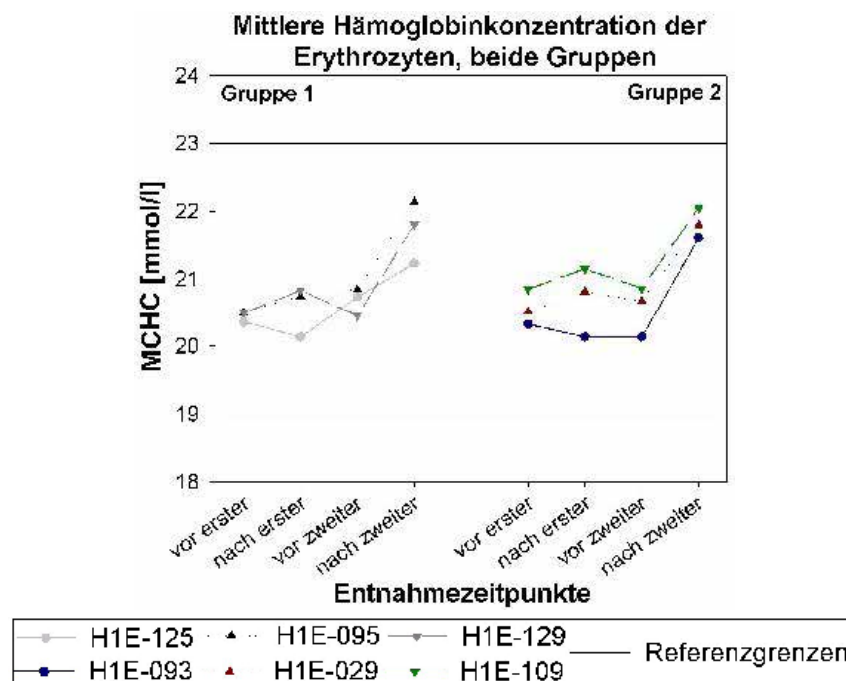 Mittlere Hämoglobinkonzentration der
Erythrozyten, beide Gruppen
Gruppe 1
Gruppe 2
MCHC [mmol/l]
24
23
22
21
20
19
18
vor erster
nach erster
vor zweiter
nach zweiter
vor erster
nach erster
vor zweiter
nach zweiter
Entnahmezeitpunkte
H1E-125 H1E-095 H1E-129 Referenzgrenzen
H1E-093 H1E-029 H1E-109